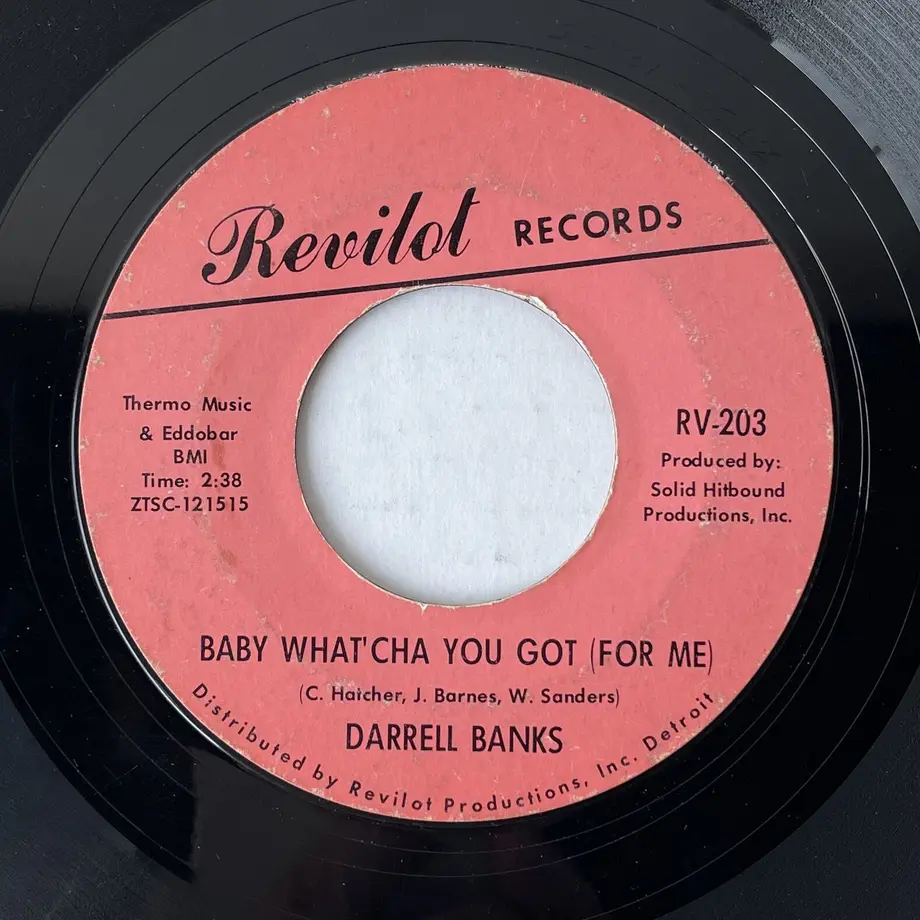 Revilot RECORDS
Thermo Music
& Eddobar
BMI
Time: 2:38
ZTSC-121515
RV-203
Produced by:
Solid Hitbound
Productions, Inc.
BABY WHAT'CHA YOU GOT (FOR ME)
(C. Hatcher, J. Barnes, W. Sanders)
DARRELL BANKS
Distributed by Revilot Productions, Inc. Detroit